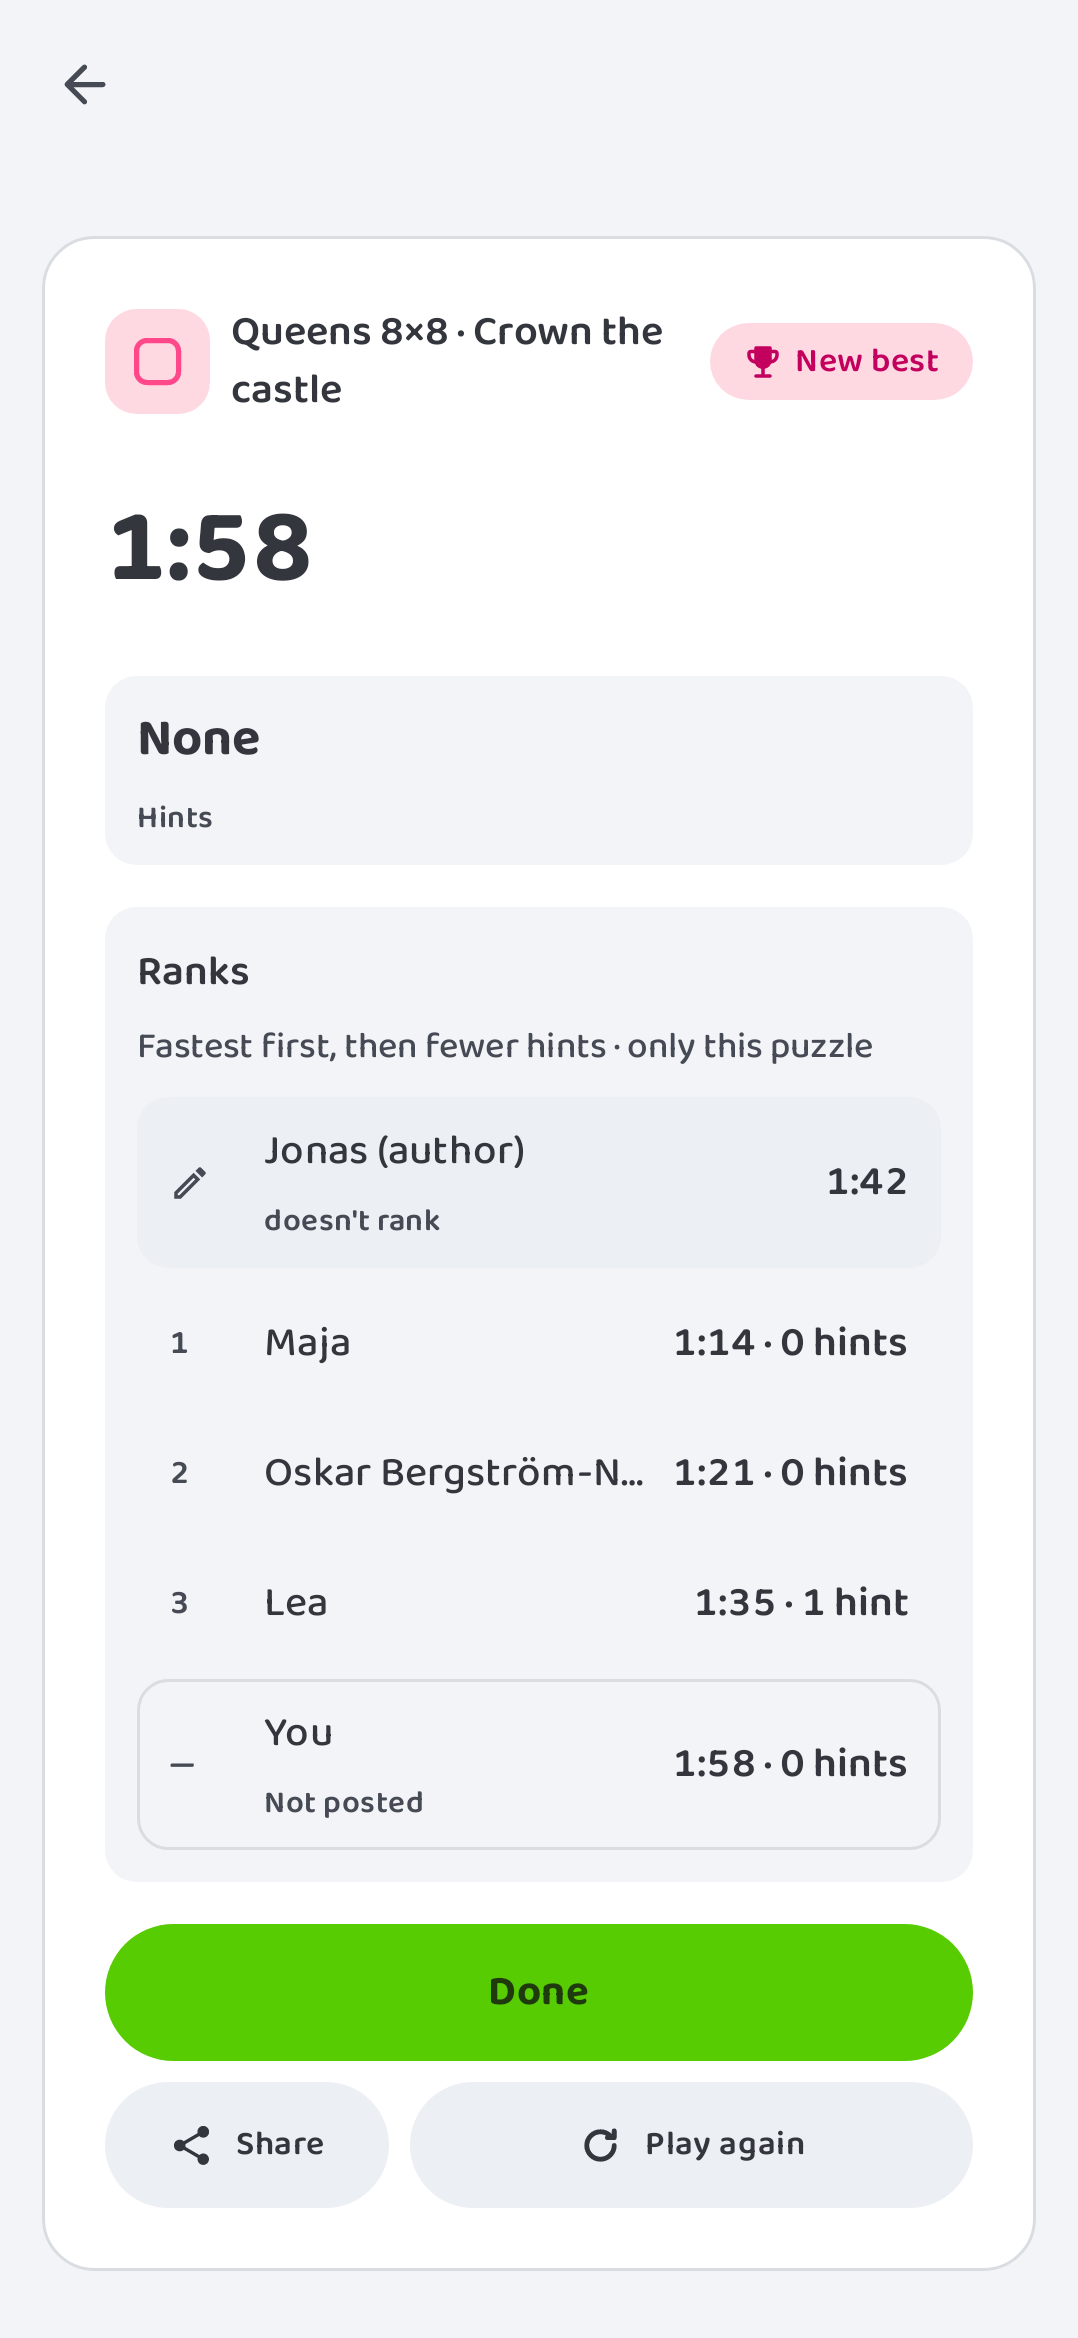 Queens 8×8 · Crown the
castle
New best
1:58
None
Hints
Ranks
Fastest first, then fewer hints · only this puzzle
Jonas (author)
1:42
doesn't rank
1 Maja 1:14 · 0 hints
2 Oskar Bergström-N... 1:21 · 0 hints
3 Lea 1:35 · 1 hint
You
– 1:58 · 0 hints
Not posted
Done
Share
Play again